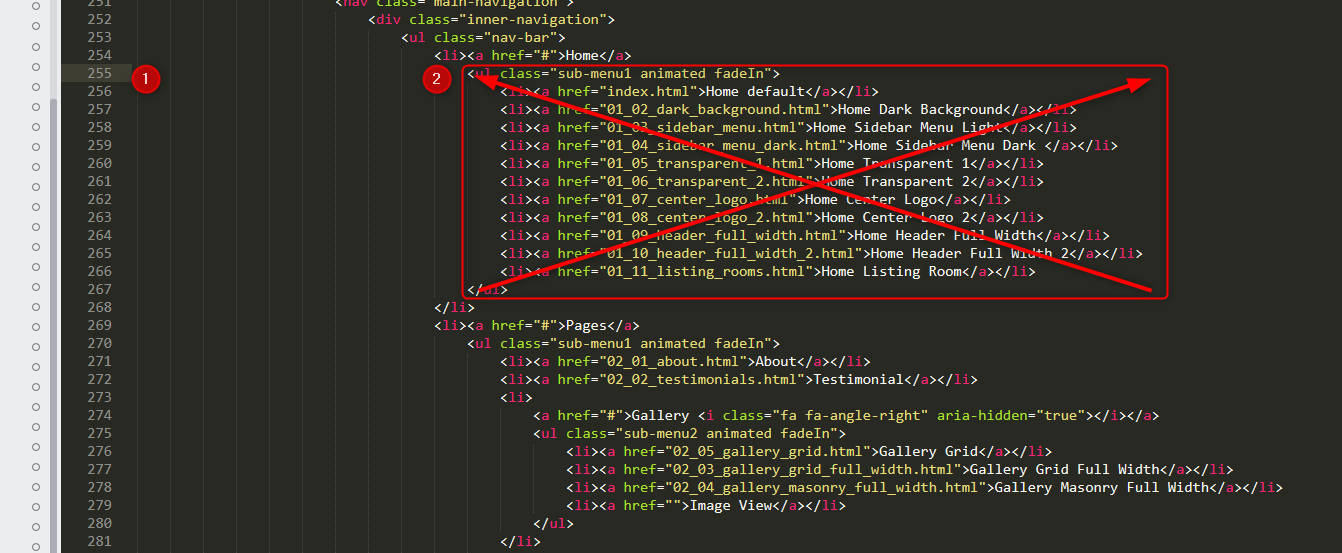 251 <nav class="main-navigation">
252 <div class="inner-navigation">
253 <ul class="nav-bar">
254 <li><a href="#">Home</a>
255 1 2 <ul class="sub-menu1 animated fadeIn">
256 <li><a href="index.html">Home default</a></li>
257 <li><a href="01_02_dark_background.html">Home Dark Background</a></li>
258 <li><a href="01_03_sidebar_menu.html">Home Sidebar Menu Light</a></li>
259 <li><a href="01_04_sidebar_menu_dark.html">Home Sidebar Menu Dark </a></li>
260 <li><a href="01_05_transparent_1.html">Home Transparent 1</a></li>
261 <li><a href="01_06_transparent_2.html">Home Transparent 2</a></li>
262 <li><a href="01_07_center_logo.html">Home Center Logo</a></li>
263 <li><a href="01_08_center_logo_2.html">Home Center Logo 2</a></li>
264 <li><a href="01_09_header_full_width.html">Home Header Full Width</a></li>
265 <li><a href="01_10_header_full_width_2.html">Home Header Full Width 2</a></li>
266 <li><a href="01_11_listing_rooms.html">Home Listing Room</a></li>
267 </ul>
268 </li>
269 <li><a href="#">Pages</a>
270 <ul class="sub-menu1 animated fadeIn">
271 <li><a href="02_01_about.html">About</a></li>
272 <li><a href="02_02_testimonials.html">Testimonial</a></li>
273 <li>
274 <a href="#">Gallery <i class="fa fa-angle-right" aria-hidden="true"></i></a>
275 <ul class="sub-menu2 animated fadeIn">
276 <li><a href="02_05_gallery_grid.html">Gallery Grid</a></li>
277 <li><a href="02_03_gallery_grid_full_width.html">Gallery Grid Full Width</a></li>
278 <li><a href="02_04_gallery_masonry_full_width.html">Gallery Masonry Full Width</a></li>
279 <li><a href="">Image View</a></li>
280 </ul>
281 </li>